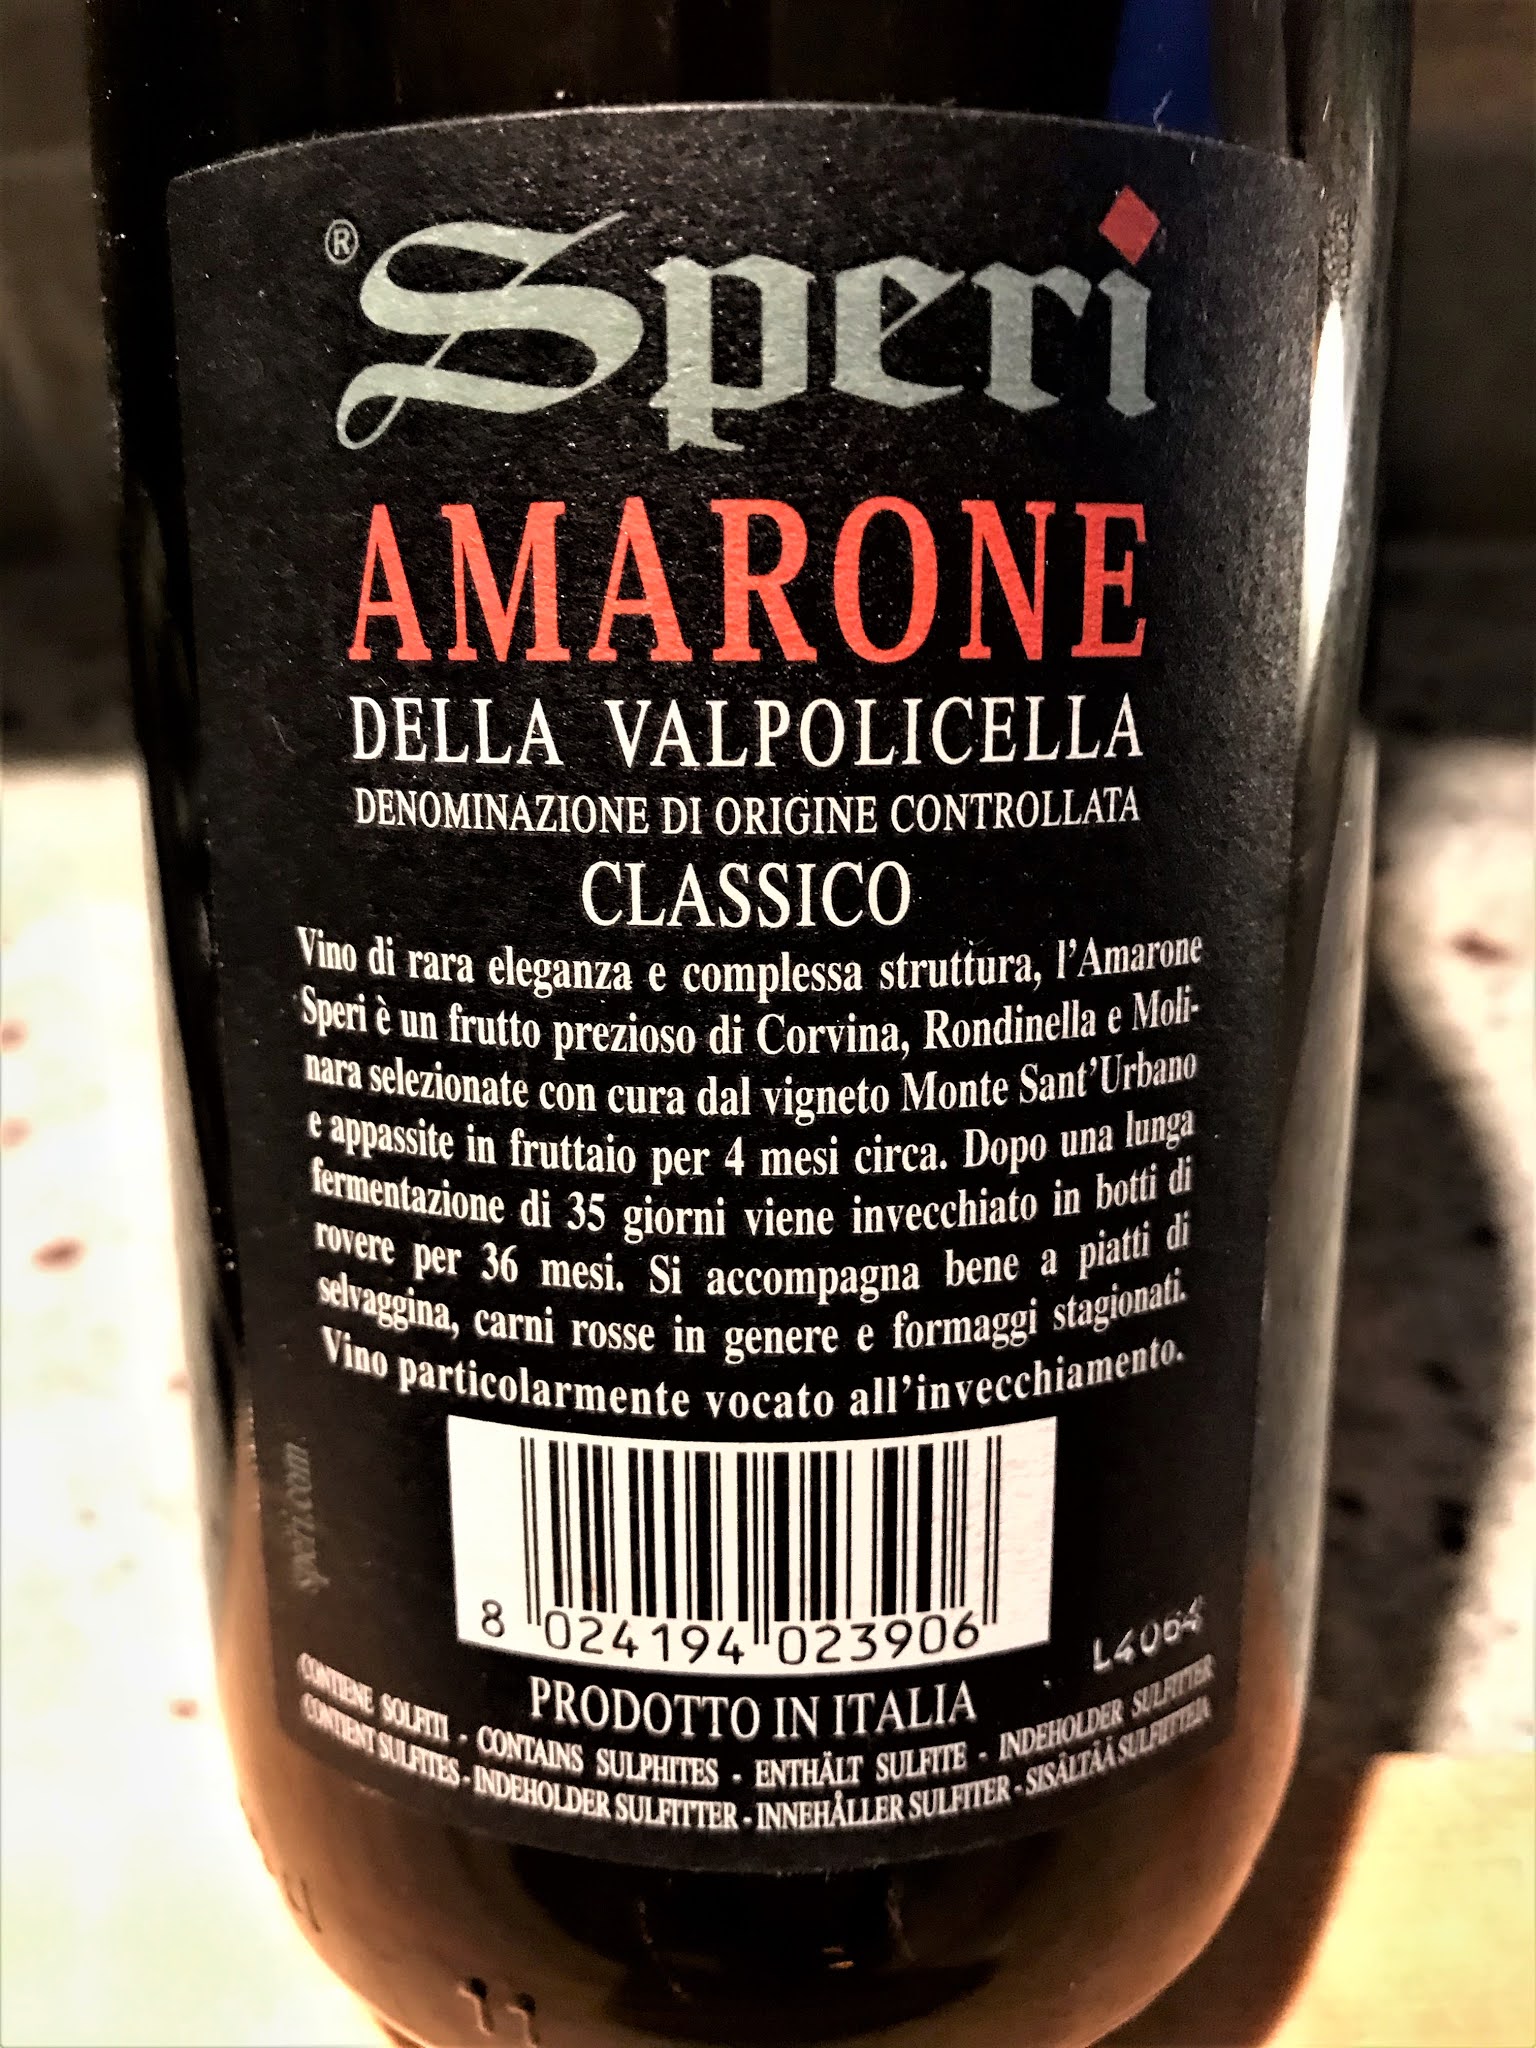 ® Speri
AMARONE
DELLA VALPOLICELLA
DENOMINAZIONE DI ORIGINE CONTROLLATA
CLASSICO
Vino di rara eleganza e complessa struttura, l'Amarone
Speri è un frutto prezioso di Corvina, Rondinella e Moli-
nara selezionate con cura dal vigneto Monte Sant'Urbano
e appassite in fruttaio per 4 mesi circa. Dopo una lunga
fermentazione di 35 giorni viene invecchiato in botti di
rovere per 36 mesi. Si accompagna bene a piatti di
selvaggina, carni rosse in genere e formaggi stagionati.
Vino particolarmente vocato all'invecchiamento.
speri.com
8 024194 023906
L4064
PRODOTTO IN ITALIA
CONTIENE SOLFITI - CONTAINS SULPHITES - ENTHÄLT SULFITE - INDEHOLDER SULFITTER
CONTIENT SULFITES - INDEHOLDER SULFITTER - INNEHÅLLER SULFITER - SISÄLTÄÄ SULFIITTEJA